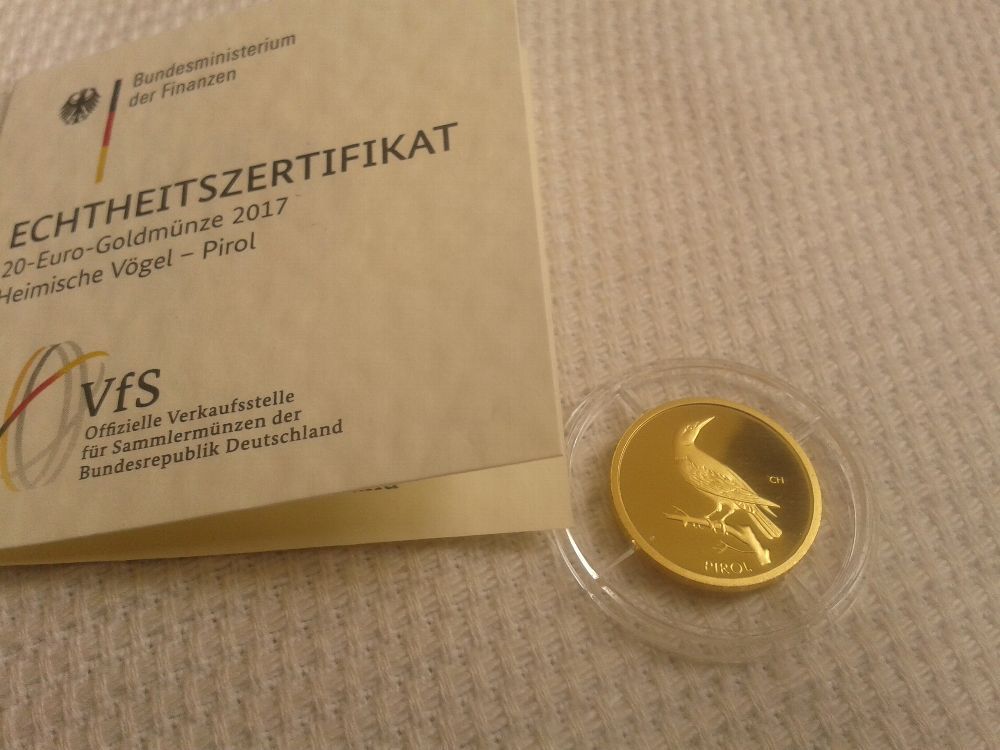 Bundesministerium
der Finanzen
ECHTHEITSZERTIFIKAT
20-Euro-Goldmünze 2017
Heimische Vögel – Pirol
VfS
Offizielle Verkaufsstelle
für Sammlermünzen der
Bundesrepublik Deutschland
CH
PIROL